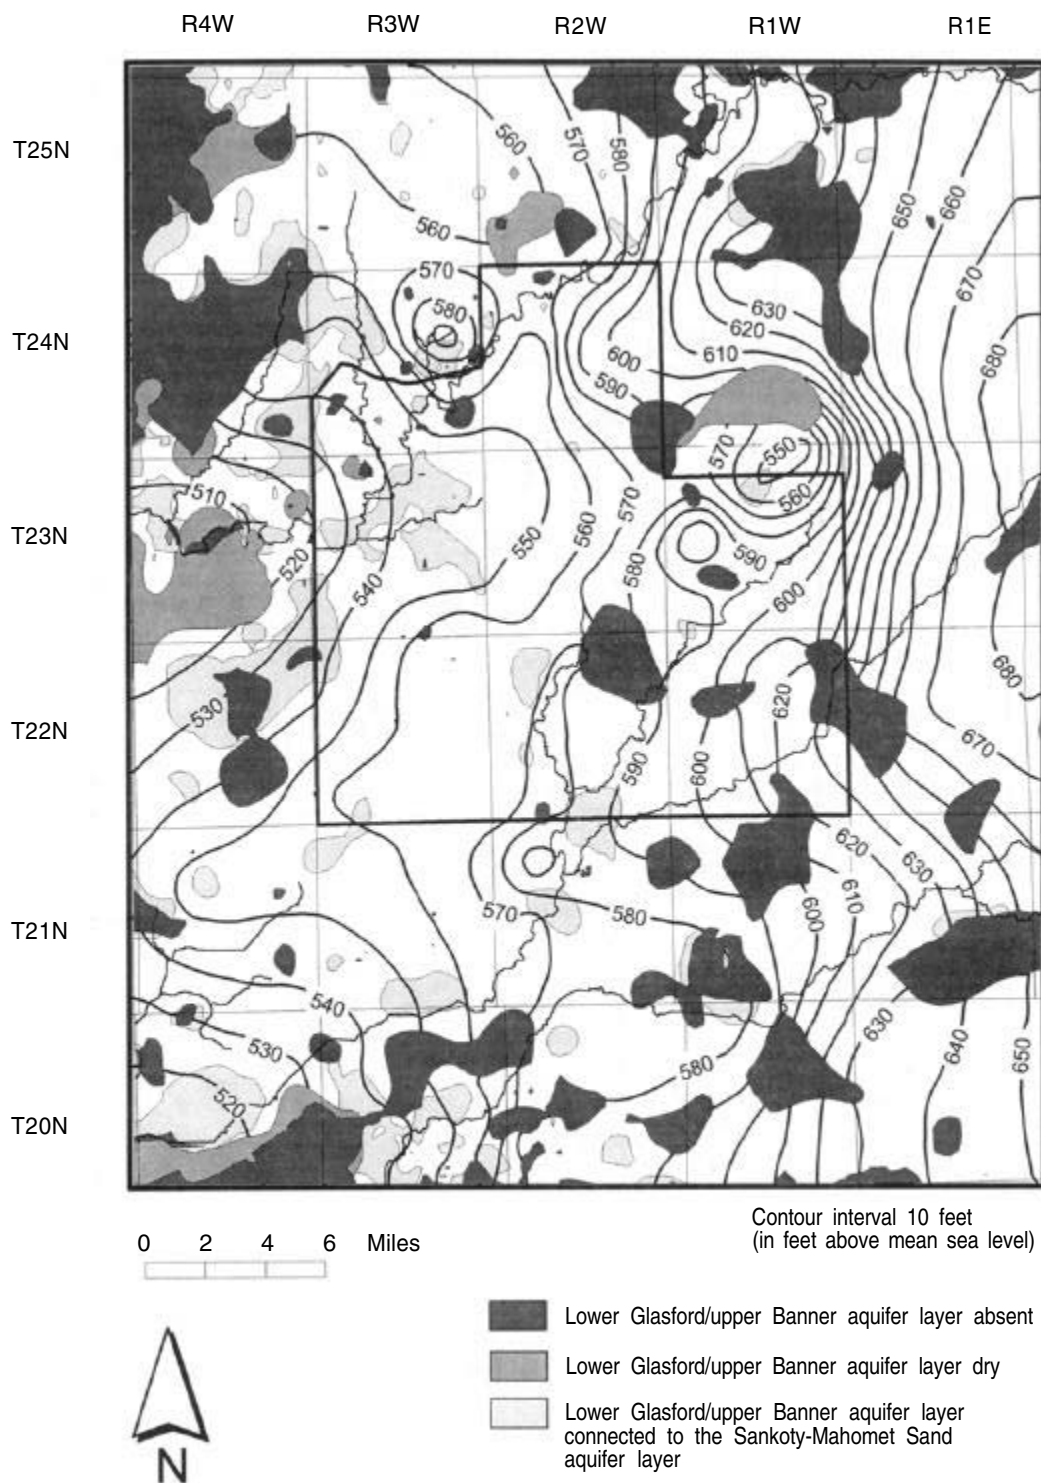 R4W R3W R2W R1W R1E
T25N
560 570 580
650 660
560
570
670
580
630
T24N
620
600 610
680
590
570 550
510
560
570
T23N
550 560
590
520
580
540
600
620
680
530
T22N
670
590
600
620
630
610
570 580 600
T21N
540
630
640
530
650
580
520
T20N
0 2 4 6 Miles
Contour interval 10 feet
(in feet above mean sea level)
Lower Glasford/upper Banner aquifer layer absent
Lower Glasford/upper Banner aquifer layer dry
Lower Glasford/upper Banner aquifer layer
connected to the Sankoty-Mahomet Sand
aquifer layer
N